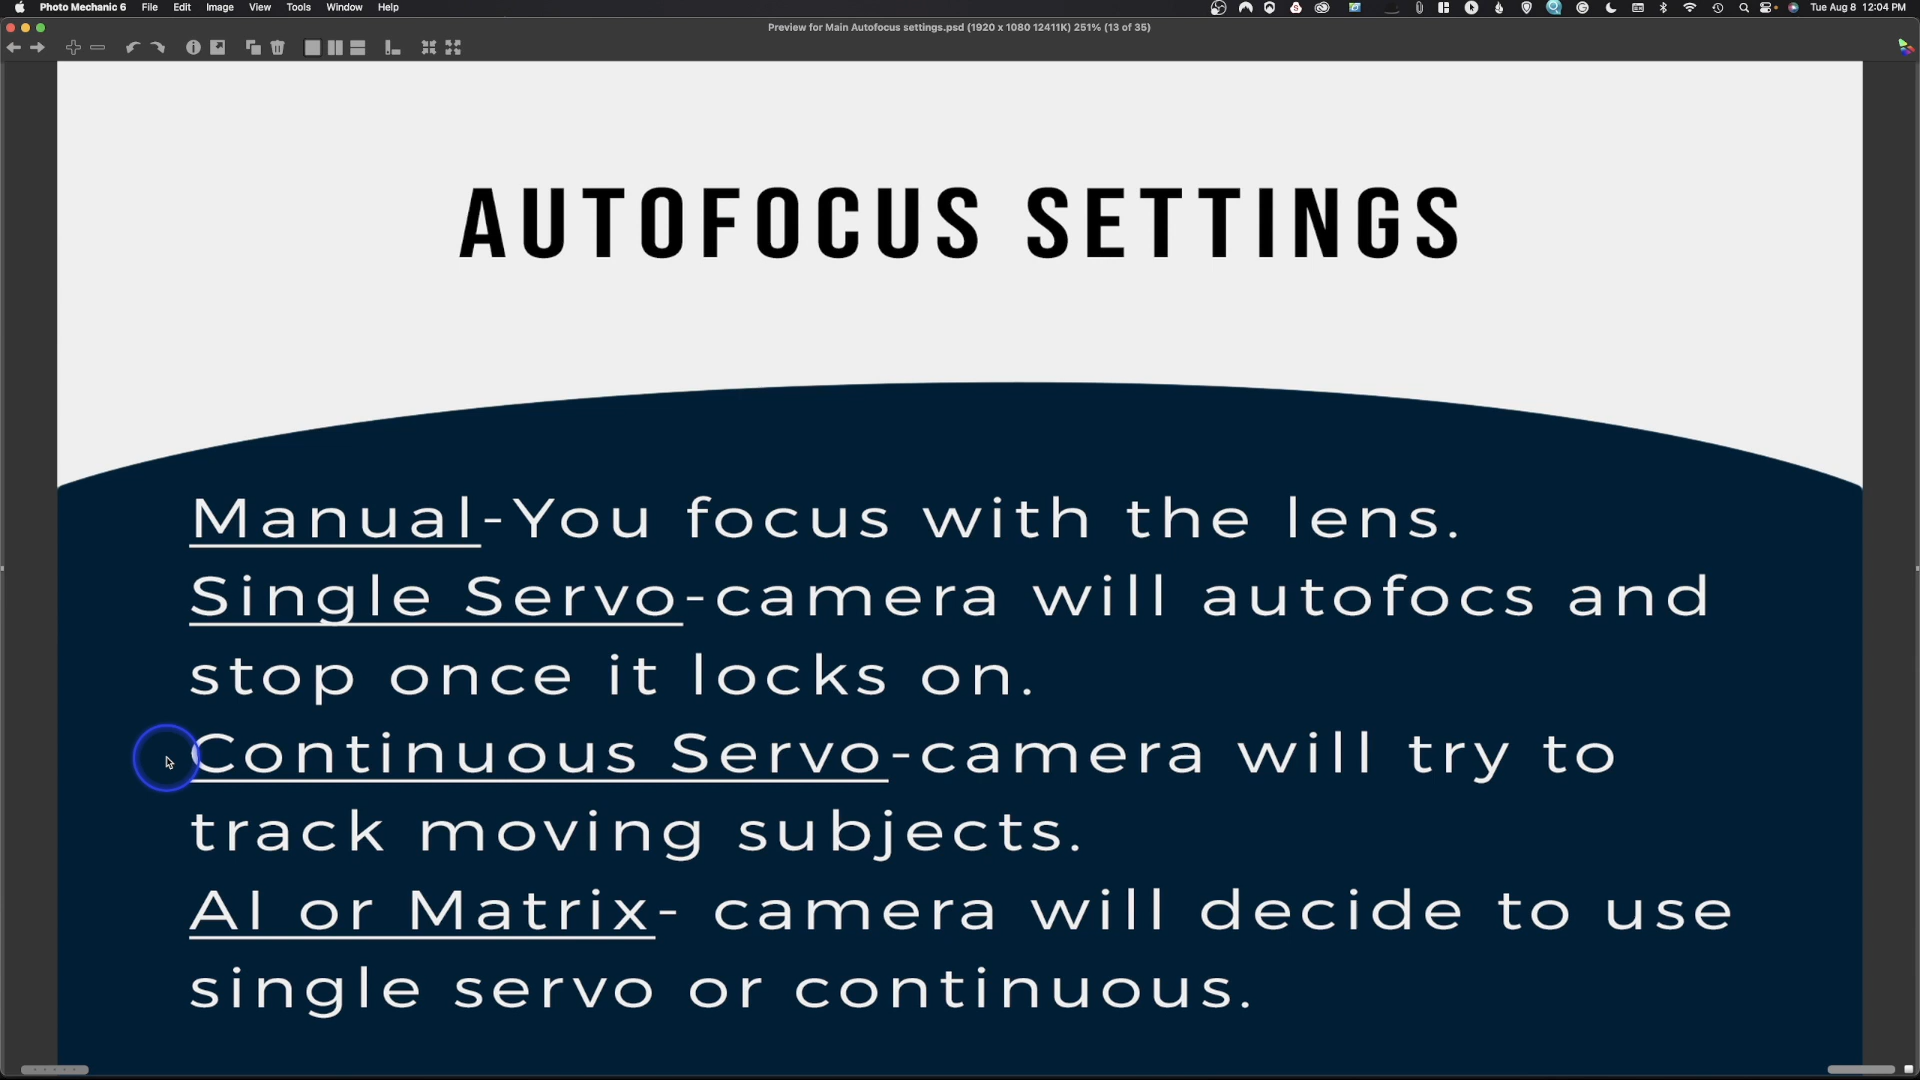 Photo Mechanic 6 File Edit Image View Tools Window Help Tue Aug 8 12:04 PM
Preview for Main Autofocus settings.psd (1920 x 1080 12411K) 251% (13 of 35)
AUTOFOCUS SETTINGS
Manual-You focus with the lens.
Single Servo-camera will autofocs and
stop once it locks on.
Continuous Servo-camera will try to
track moving subjects.
AI or Matrix- camera will decide to use
single servo or continuous.